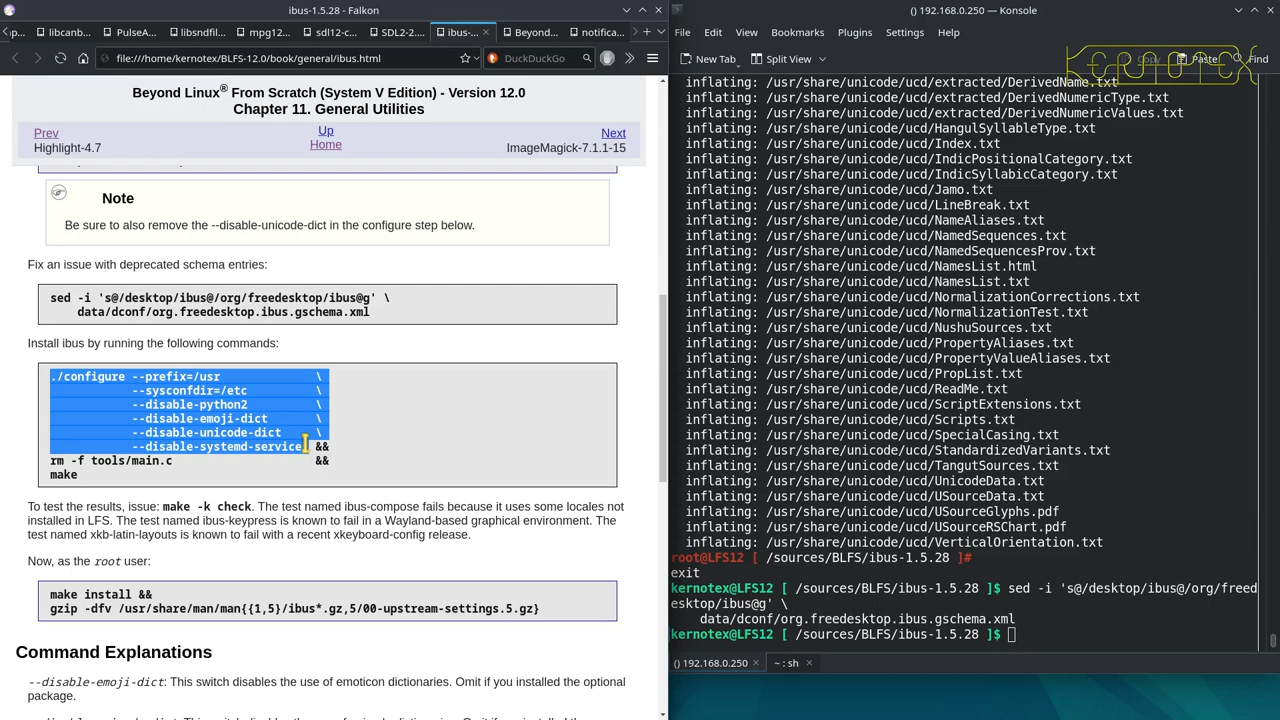 ibus-1.5.28 - Falkon
p...
libcanb...
PulseA...
libsndfil...
mpg12...
sdl12-c...
SDL2-2....
ibus-...
Beyond...
notifica...
file:///home/kernotex/BLFS-12.0/book/general/ibus.html
DuckDuckGo
Beyond Linux® From Scratch (System V Edition) - Version 12.0
Chapter 11. General Utilities
Prev
Up
Next
Highlight-4.7
Home
ImageMagick-7.1.1-15
Note
Be sure to also remove the --disable-unicode-dict in the configure step below.
Fix an issue with deprecated schema entries:
sed -i 's@/desktop/ibus@/org/freedesktop/ibus@g' \
data/dconf/org.freedesktop.ibus.gschema.xml
Install ibus by running the following commands:
./configure --prefix=/usr \
--sysconfdir=/etc \
--disable-python2 \
--disable-emoji-dict \
--disable-unicode-dict \
--disable-systemd-services &&
rm -f tools/main.c &&
make
To test the results, issue: make -k check. The test named ibus-compose fails because it uses some locales not
installed in LFS. The test named ibus-keypress is known to fail in a Wayland-based graphical environment. The
test named xkb-latin-layouts is known to fail with a recent xkeyboard-config release.
Now, as the root user:
make install &&
gzip -dfv /usr/share/man/man{{1,5}/ibus*.gz,5/00-upstream-settings.5.gz}
Command Explanations
--disable-emoji-dict: This switch disables the use of emoticon dictionaries. Omit if you installed the optional
package.
() 192.168.0.250 — Konsole
File Edit View Bookmarks Plugins Settings Help
New Tab
Split View
Copy
Paste
Find
KERNOTEX
inflating: /usr/share/unicode/ucd/extracted/DerivedName.txt
inflating: /usr/share/unicode/ucd/extracted/DerivedNumericType.txt
inflating: /usr/share/unicode/ucd/extracted/DerivedNumericValues.txt
inflating: /usr/share/unicode/ucd/HangulSyllableType.txt
inflating: /usr/share/unicode/ucd/Index.txt
inflating: /usr/share/unicode/ucd/IndicPositionalCategory.txt
inflating: /usr/share/unicode/ucd/IndicSyllabicCategory.txt
inflating: /usr/share/unicode/ucd/Jamo.txt
inflating: /usr/share/unicode/ucd/LineBreak.txt
inflating: /usr/share/unicode/ucd/NameAliases.txt
inflating: /usr/share/unicode/ucd/NamedSequences.txt
inflating: /usr/share/unicode/ucd/NamedSequencesProv.txt
inflating: /usr/share/unicode/ucd/NamesList.html
inflating: /usr/share/unicode/ucd/NamesList.txt
inflating: /usr/share/unicode/ucd/NormalizationCorrections.txt
inflating: /usr/share/unicode/ucd/NormalizationTest.txt
inflating: /usr/share/unicode/ucd/NushuSources.txt
inflating: /usr/share/unicode/ucd/PropertyAliases.txt
inflating: /usr/share/unicode/ucd/PropertyValueAliases.txt
inflating: /usr/share/unicode/ucd/PropList.txt
inflating: /usr/share/unicode/ucd/ReadMe.txt
inflating: /usr/share/unicode/ucd/ScriptExtensions.txt
inflating: /usr/share/unicode/ucd/Scripts.txt
inflating: /usr/share/unicode/ucd/SpecialCasing.txt
inflating: /usr/share/unicode/ucd/StandardizedVariants.txt
inflating: /usr/share/unicode/ucd/TangutSources.txt
inflating: /usr/share/unicode/ucd/UnicodeData.txt
inflating: /usr/share/unicode/ucd/USourceData.txt
inflating: /usr/share/unicode/ucd/USourceGlyphs.pdf
inflating: /usr/share/unicode/ucd/USourceRSChart.pdf
inflating: /usr/share/unicode/ucd/VerticalOrientation.txt
root@LFS12 [ /sources/BLFS/ibus-1.5.28 ]#
exit
kernotex@LFS12 [ /sources/BLFS/ibus-1.5.28 ]$ sed -i 's@/desktop/ibus@/org/freed
esktop/ibus@g' \
data/dconf/org.freedesktop.ibus.gschema.xml
kernotex@LFS12 [ /sources/BLFS/ibus-1.5.28 ]$
() 192.168.0.250
~ : sh